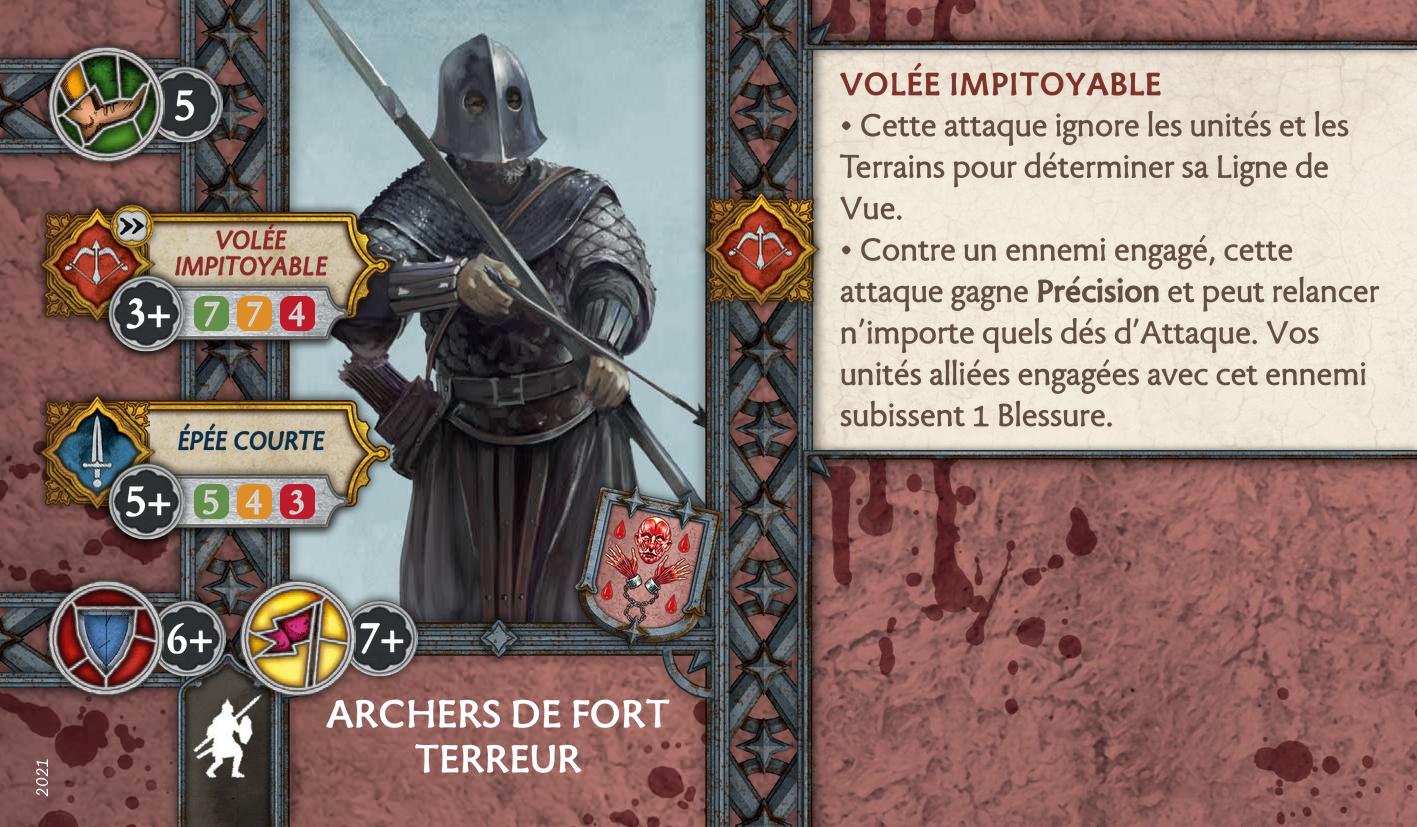 5
VOLÉE
IMPITOYABLE
3+ 7 7 4
ÉPÉE COURTE
5+ 5 4 3
6+ 7+
ARCHERS DE FORT
TERREUR
2021
VOLÉE IMPITOYABLE
• Cette attaque ignore les unités et les
Terrains pour déterminer sa Ligne de
Vue.
• Contre un ennemi engagé, cette
attaque gagne Précision et peut relancer
n’importe quels dés d’Attaque. Vos
unités alliées engagées avec cet ennemi
subissent 1 Blessure.